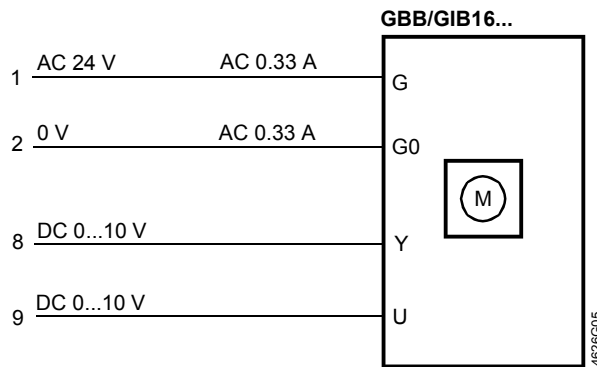 GBB/GIB16...
1 AC 24 V AC 0.33 A G
2 0 V AC 0.33 A G0
M
8 DC 0...10 V Y
9 DC 0...10 V U
4626G05